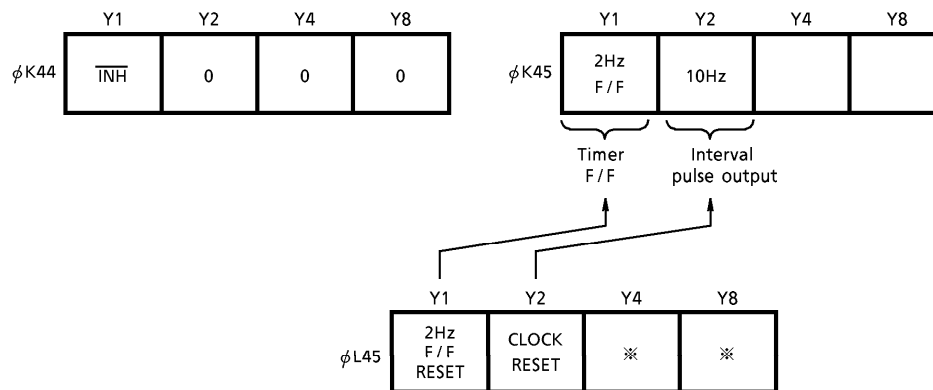 Y1 Y2 Y4 Y8
ϕK44 I̅N̅H̅ 0 0 0
Y1 Y2 Y4 Y8
ϕK45 2Hz F/F 10Hz
Timer F/F
Interval pulse output
Y1 Y2 Y4 Y8
ϕL45 2Hz F/F RESET CLOCK RESET ※ ※